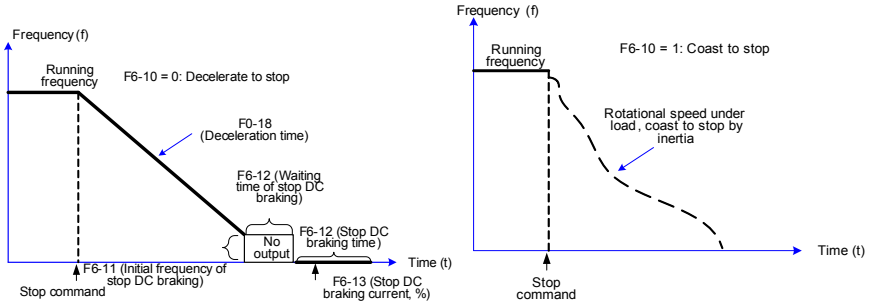 Frequency (f)
Running
frequency
F6-10 = 0: Decelerate to stop
F0-18
(Deceleration time)
F6-12 (Waiting
time of stop DC
braking)
F6-12 (Stop DC
braking time)
No
output
Time (t)
F6-11 (Initial frequency of
stop DC braking)
Stop command
F6-13 (Stop DC
braking current, %)
Frequency (f)
Running
frequency
F6-10 = 1: Coast to stop
Rotational speed under
load, coast to stop by
inertia
Time (t)
Stop
command